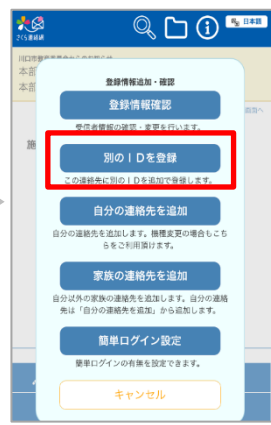 さくら連絡網
日本語
本部
本部
登録情報追加・確認
登録情報確認
受信者情報の確認・変更を行います。
別のIDを登録
この連絡先に別のIDを追加で登録します。
施
自分の連絡先を追加
自分の連絡先を追加します。機種変更の場合もこち
らをご利用頂けます。
家族の連絡先を追加
自分以外の家族の連絡先を追加します。自分の連絡
先は「自分の連絡先を追加」から追加します。
簡単ログイン設定
簡単ログインの有無を設定できます。
キャンセル